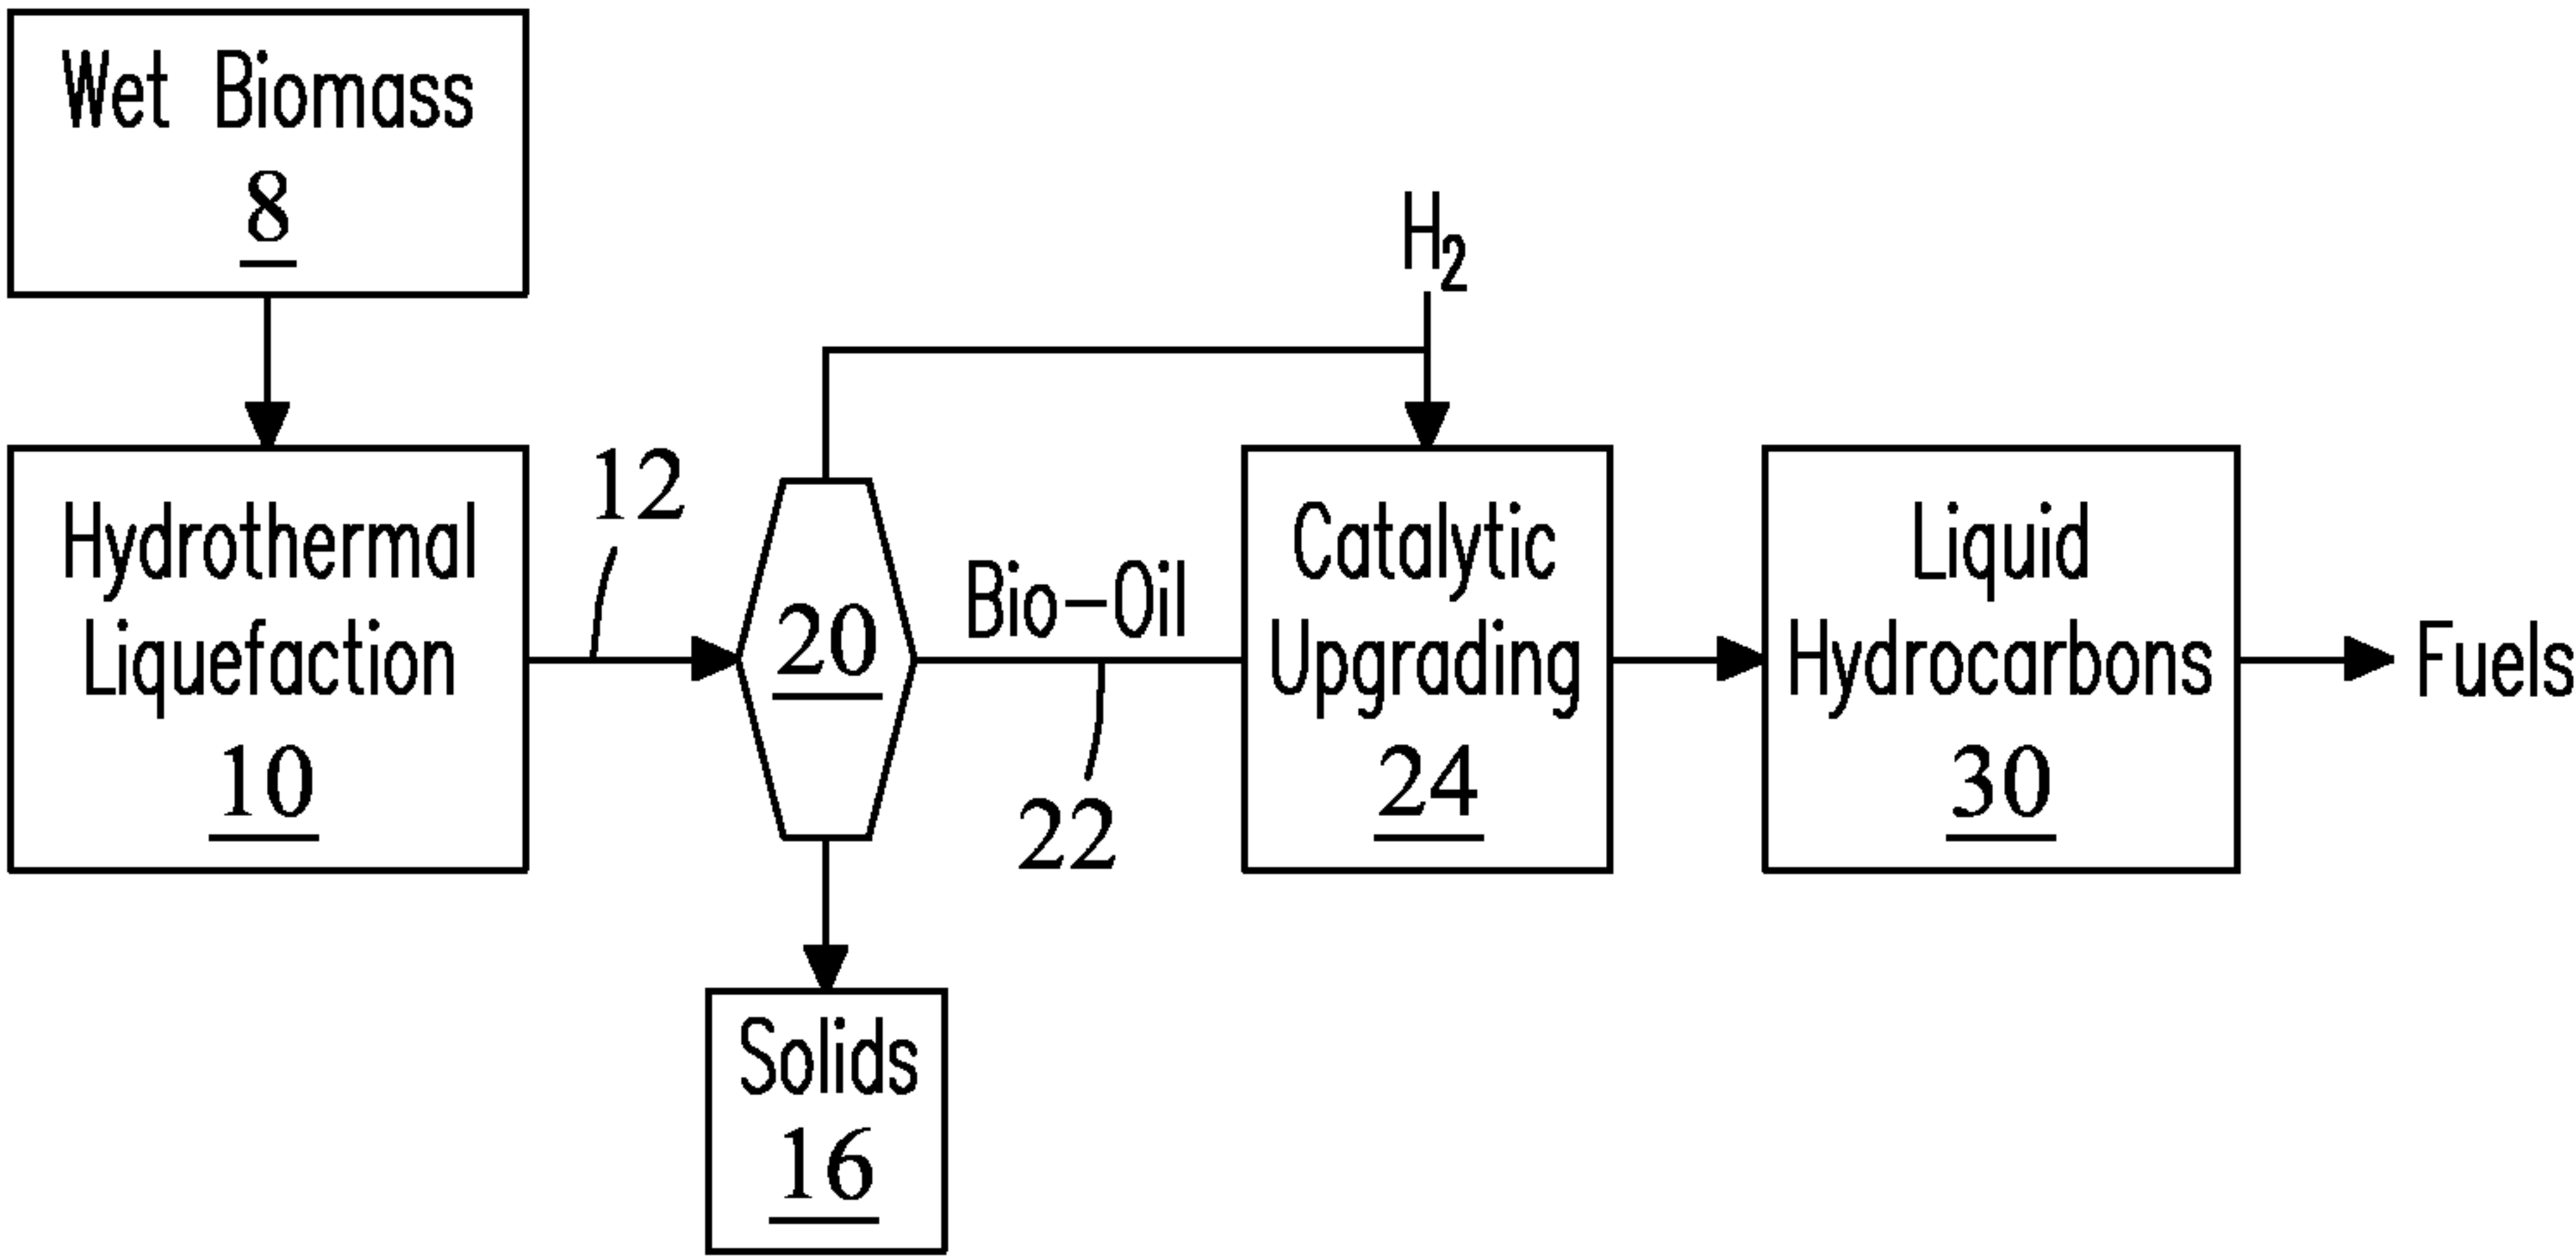 Wet Biomass
8
H2
Hydrothermal
Liquefaction
10
12
20
Bio-Oil
22
Catalytic
Upgrading
24
Liquid
Hydrocarbons
30
Fuels
Solids
16